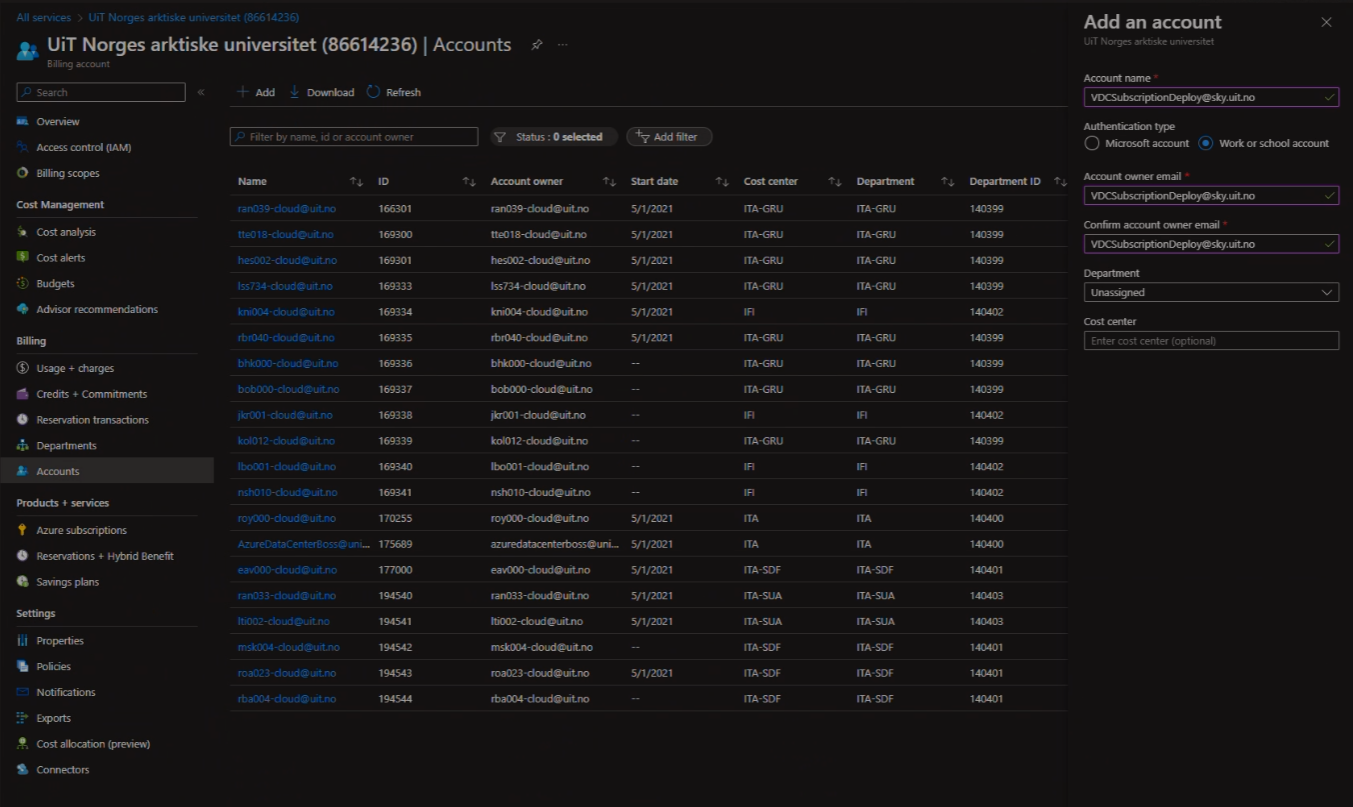 All services > UiT Norges arktiske universitet (86614236)
UiT Norges arktiske universitet (86614236) | Accounts
Billing account
Search
Overview
Access control (IAM)
Billing scopes
Cost Management
Cost analysis
Cost alerts
Budgets
Advisor recommendations
Billing
Usage + charges
Credits + Commitments
Reservation transactions
Departments
Accounts
Products + services
Azure subscriptions
Reservations + Hybrid Benefit
Savings plans
Settings
Properties
Policies
Notifications
Exports
Cost allocation (preview)
Connectors
Add Download Refresh
Filter by name, id or account owner Status : 0 selected Add filter
Name ID Account owner Start date Cost center Department Department ID
ran039-cloud@uit.no 166301 ran039-cloud@uit.no 5/1/2021 ITA-GRU ITA-GRU 140399
tte018-cloud@uit.no 169300 tte018-cloud@uit.no 5/1/2021 ITA-GRU ITA-GRU 140399
hes002-cloud@uit.no 169301 hes002-cloud@uit.no 5/1/2021 ITA-GRU ITA-GRU 140399
lss734-cloud@uit.no 169333 lss734-cloud@uit.no 5/1/2021 ITA-GRU ITA-GRU 140399
kni004-cloud@uit.no 169334 kni004-cloud@uit.no 5/1/2021 IFI IFI 140402
rbr040-cloud@uit.no 169335 rbr040-cloud@uit.no 5/1/2021 ITA-GRU ITA-GRU 140399
bhk000-cloud@uit.no 169336 bhk000-cloud@uit.no -- ITA-GRU ITA-GRU 140399
bob000-cloud@uit.no 169337 bob000-cloud@uit.no -- ITA-GRU ITA-GRU 140399
jkr001-cloud@uit.no 169338 jkr001-cloud@uit.no -- IFI IFI 140402
kol012-cloud@uit.no 169339 kol012-cloud@uit.no -- ITA-GRU ITA-GRU 140399
lbo001-cloud@uit.no 169340 lbo001-cloud@uit.no -- IFI IFI 140402
nsh010-cloud@uit.no 169341 nsh010-cloud@uit.no -- IFI IFI 140402
roy000-cloud@uit.no 170255 roy000-cloud@uit.no 5/1/2021 ITA ITA 140400
AzureDataCenterBoss@uni... 175689 azuredatacenterboss@uni... 5/1/2021 ITA ITA 140400
eav000-cloud@uit.no 177000 eav000-cloud@uit.no 5/1/2021 ITA-SDF ITA-SDF 140401
ran033-cloud@uit.no 194540 ran033-cloud@uit.no 5/1/2021 ITA-SUA ITA-SUA 140403
lti002-cloud@uit.no 194541 lti002-cloud@uit.no 5/1/2021 ITA-SUA ITA-SUA 140403
msk004-cloud@uit.no 194542 msk004-cloud@uit.no -- ITA-SDF ITA-SDF 140401
roa023-cloud@uit.no 194543 roa023-cloud@uit.no 5/1/2021 ITA-SDF ITA-SDF 140401
rba004-cloud@uit.no 194544 rba004-cloud@uit.no -- ITA-SDF ITA-SDF 140401
Add an account
UiT Norges arktiske universitet
Account name *
VDCSubscriptionDeploy@sky.uit.no
Authentication type
Microsoft account Work or school account
Account owner email *
VDCSubscriptionDeploy@sky.uit.no
Confirm account owner email *
VDCSubscriptionDeploy@sky.uit.no
Department
Unassigned
Cost center
Enter cost center (optional)